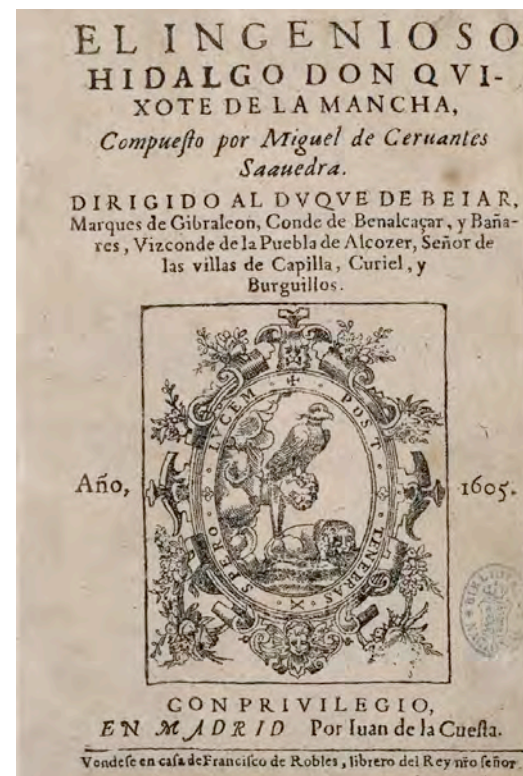 EL INGENIOSO
HIDALGO DON QVI-
XOTE DE LA MANCHA,
Compuesto por Miguel de Ceruantes
Saauedra.
DIRIGIDO AL DVQVE DE BEIAR,
Marques de Gibraleon, Conde de Benalcaçar, y Baña-
res, Vizconde de la Puebla de Alcozer, Señor de
las villas de Capilla, Curiel, y
Burguillos.
SPERO LVCEM POST TENEBRAS
Año, 1605.
CON PRIVILEGIO,
EN MADRID Por Iuan de la Cuesta.
Vendese en casa de Francisco de Robles, librero del Rey nro señor